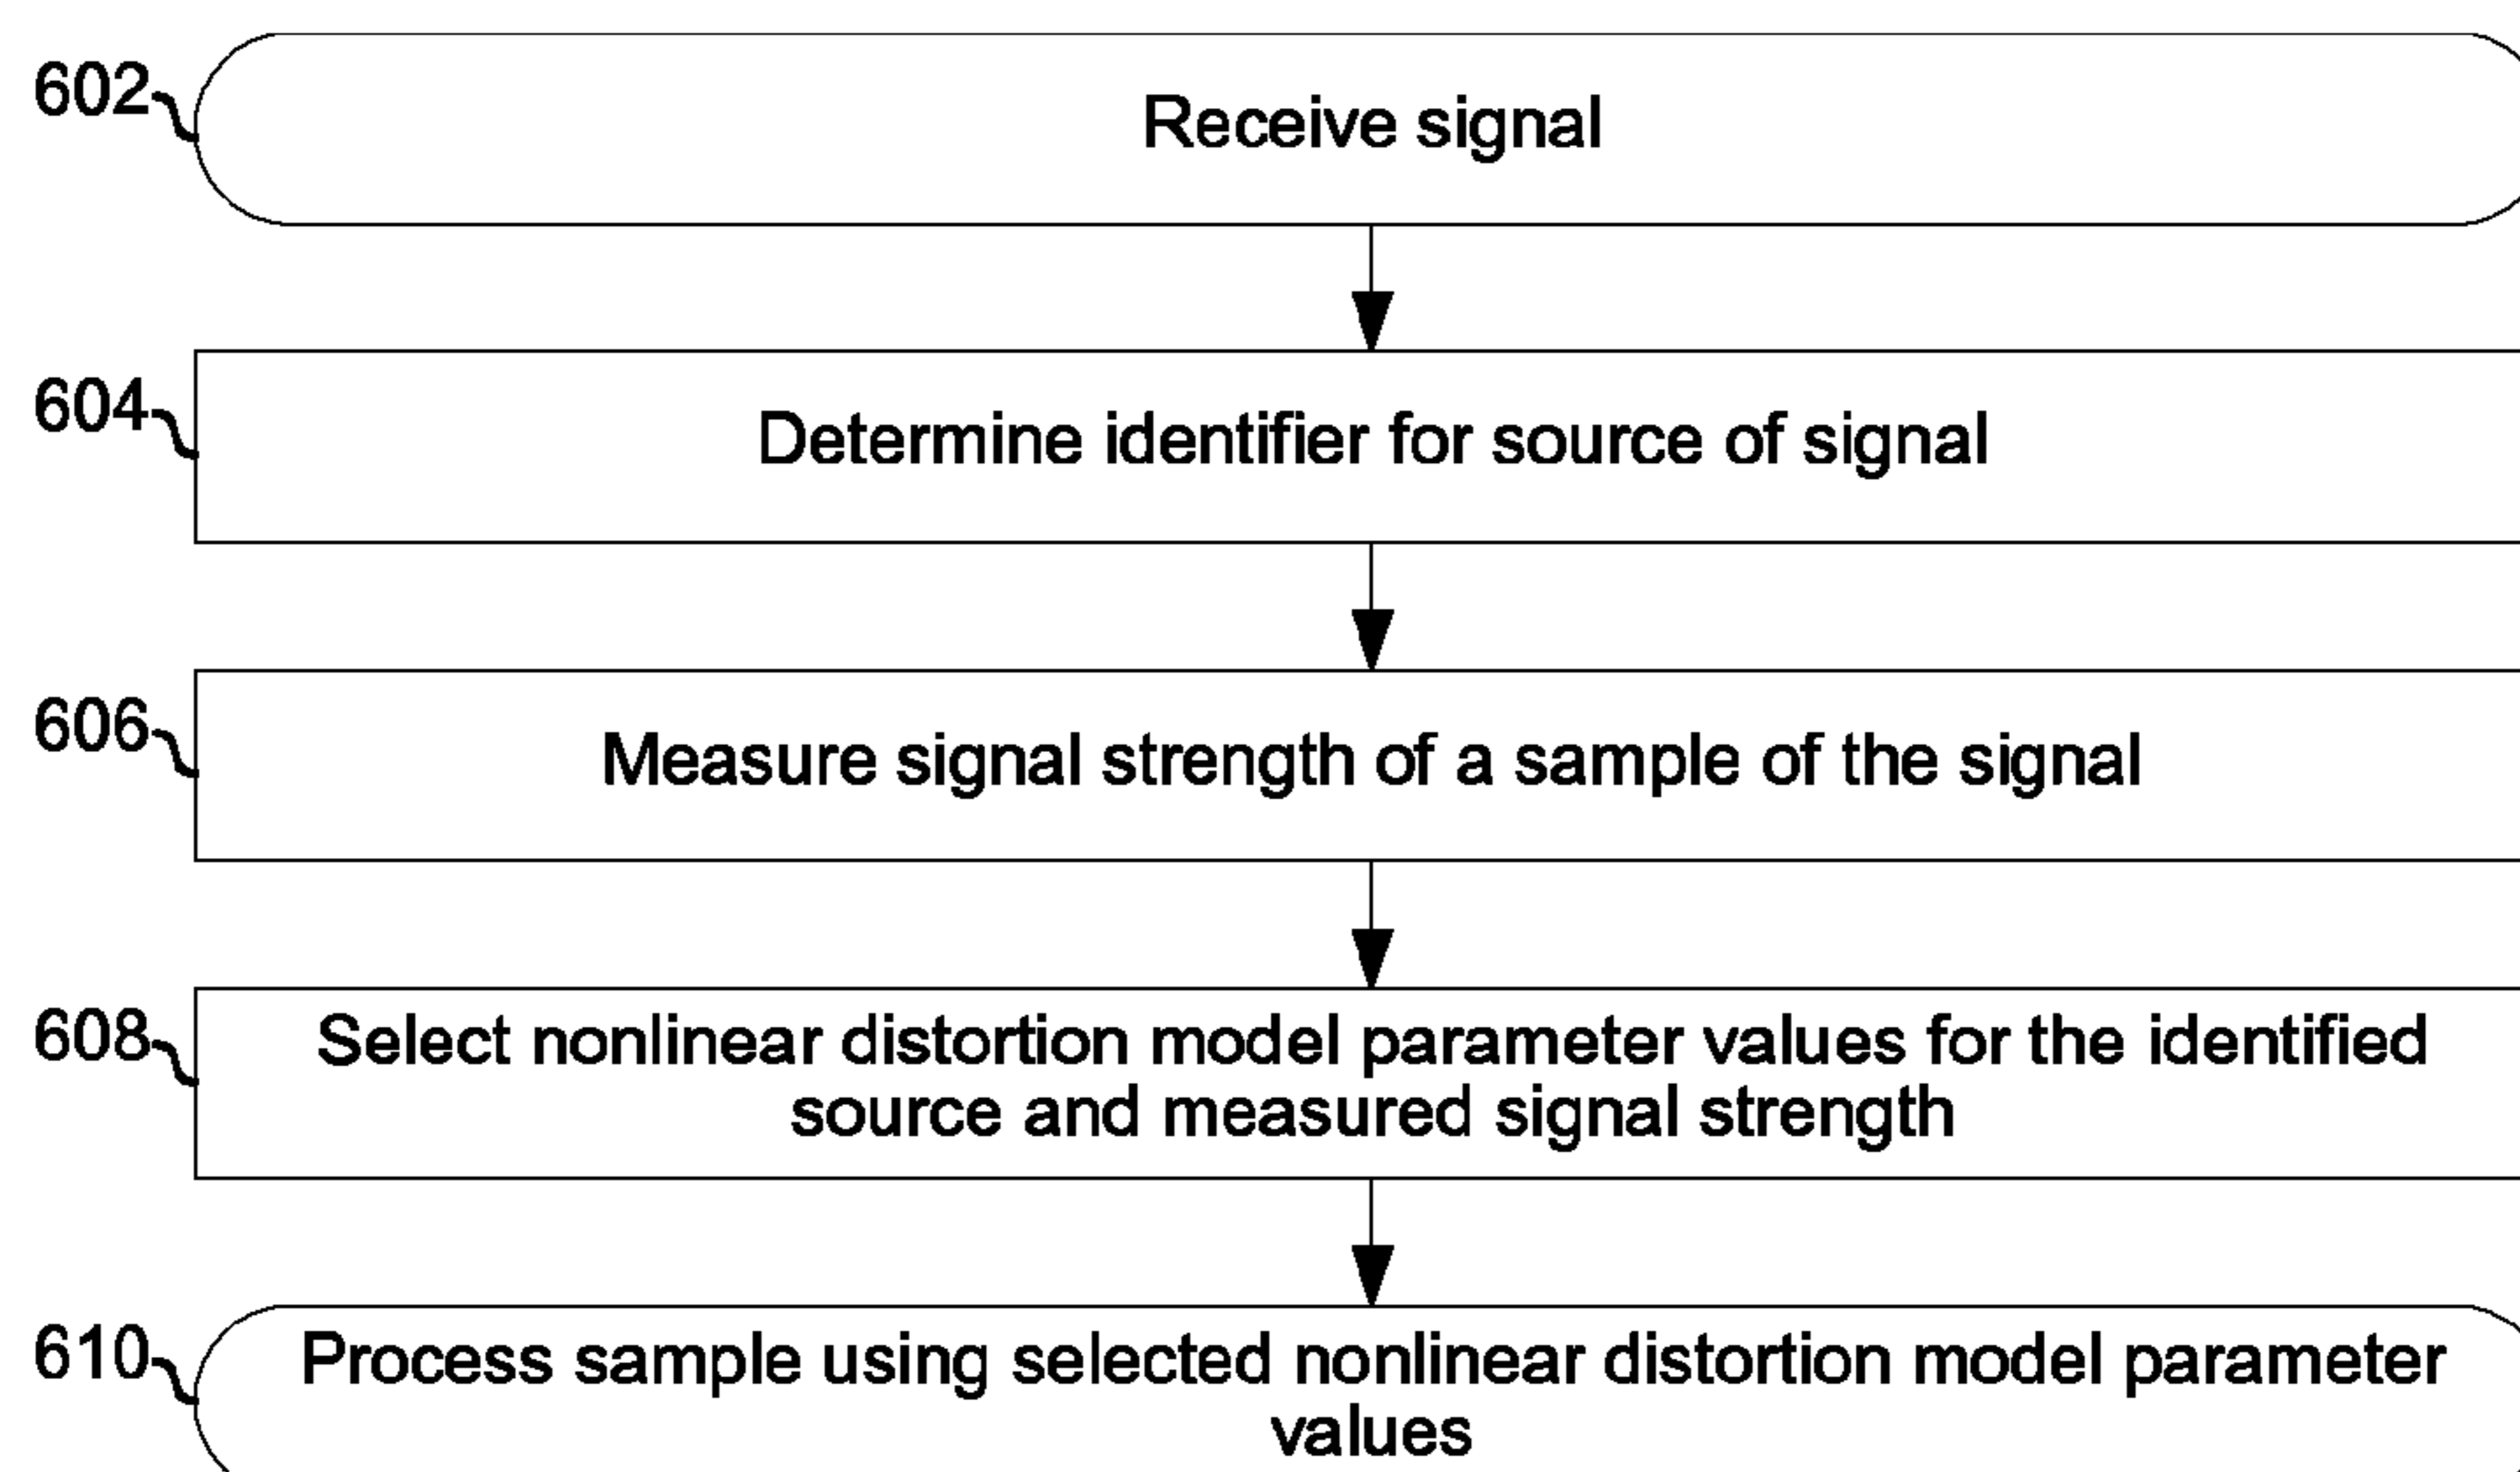 602
Receive signal
604
Determine identifier for source of signal
606
Measure signal strength of a sample of the signal
608
Select nonlinear distortion model parameter values for the identified
source and measured signal strength
610
Process sample using selected nonlinear distortion model parameter
values